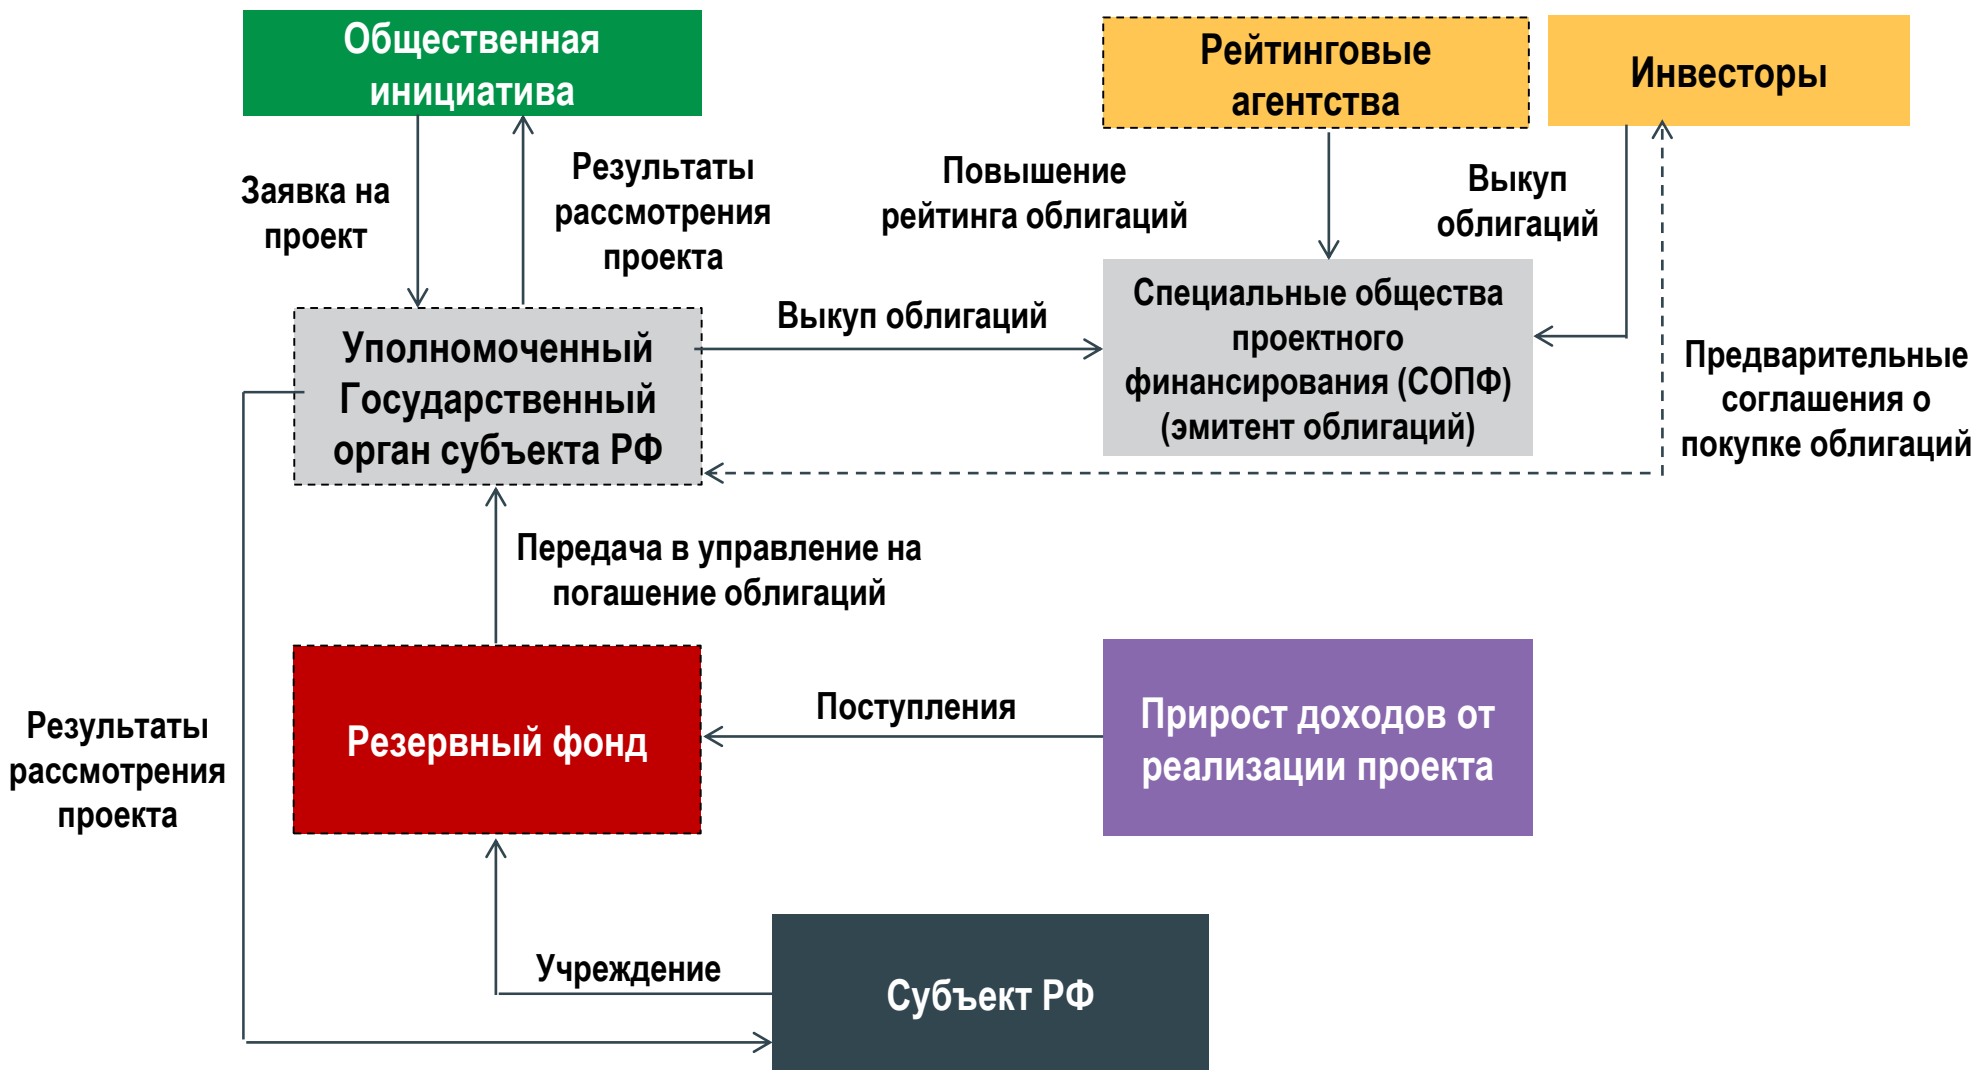 Общественная
инициатива
Рейтинговые
агентства
Инвесторы
Заявка на
проект
Результаты
рассмотрения
проекта
Повышение
рейтинга облигаций
Выкуп
облигаций
Уполномоченный
Государственный
орган субъекта РФ
Выкуп облигаций
Специальные общества
проектного
финансирования (СОПФ)
(эмитент облигаций)
Предварительные
соглашения о
покупке облигаций
Передача в управление на
погашение облигаций
Результаты
рассмотрения
проекта
Резервный фонд
Поступления
Прирост доходов от
реализации проекта
Учреждение
Субъект РФ